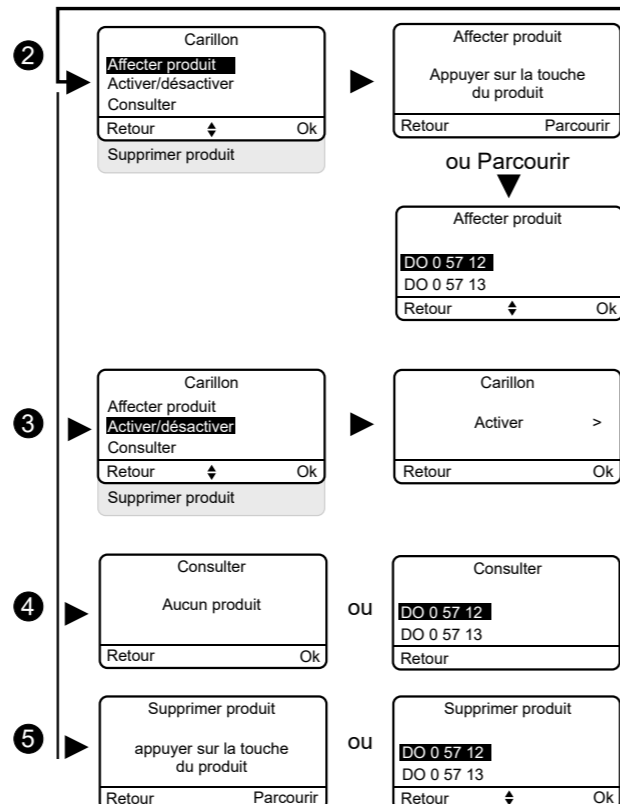 2
Carillon
Affecter produit
Activer/désactiver
Consulter
Retour Ok
Supprimer produit
Affecter produit
Appuyer sur la touche
du produit
Retour Parcourir
ou Parcourir
Affecter produit
DO 0 57 12
DO 0 57 13
Retour Ok
3
Carillon
Affecter produit
Activer/désactiver
Consulter
Retour Ok
Supprimer produit
Carillon
Activer >
Retour Ok
4
Consulter
Aucun produit
Retour Ok
ou
Consulter
DO 0 57 12
DO 0 57 13
Retour
5
Supprimer produit
appuyer sur la touche
du produit
Retour Parcourir
ou
Supprimer produit
DO 0 57 12
DO 0 57 13
Retour Ok